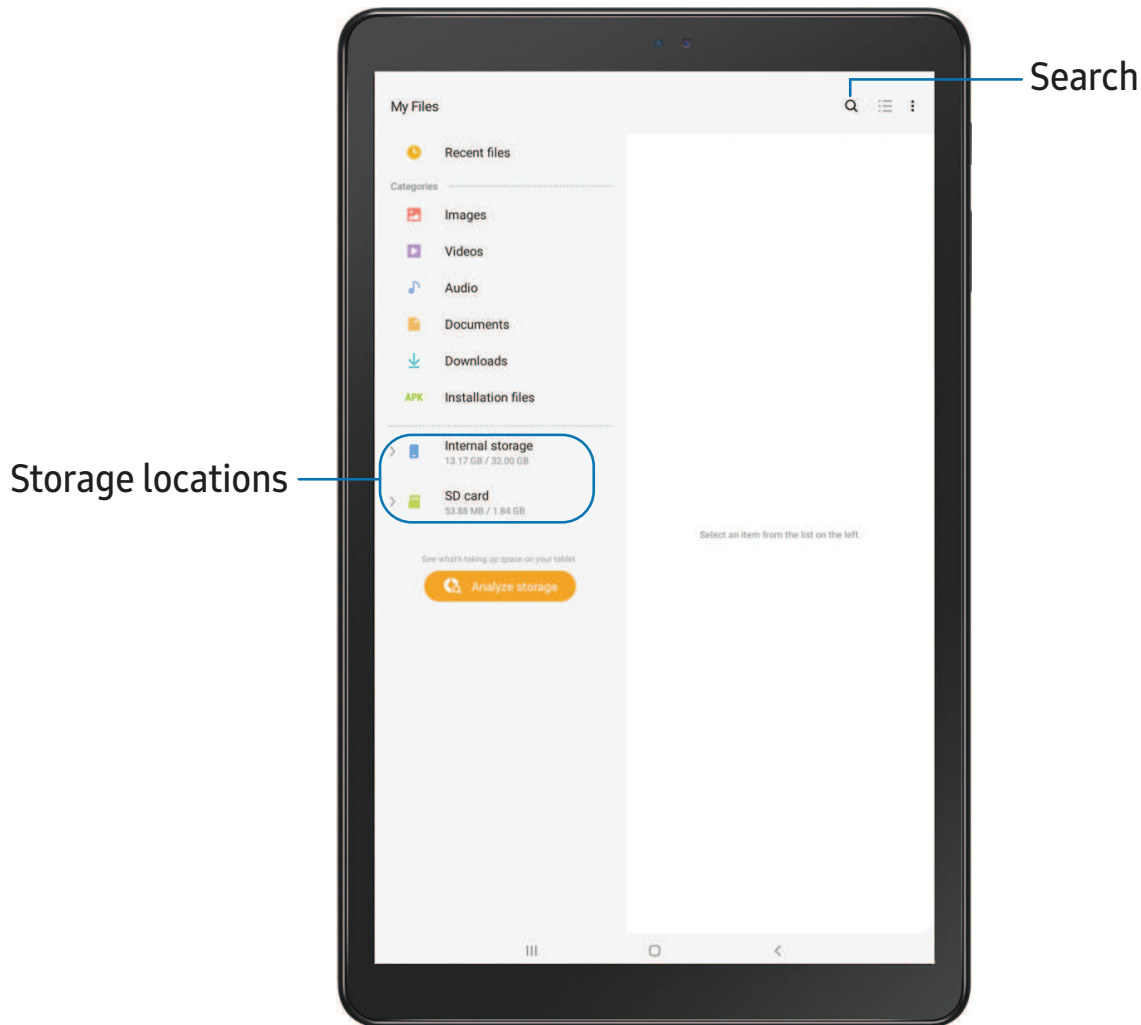 Search
My Files
Recent files
Categories
Images
Videos
Audio
Documents
Downloads
APK Installation files
Internal storage
13.17 GB / 32.00 GB
Storage locations
SD card
53.88 MB / 1.84 GB
Select an item from the list on the left.
See what's taking up space on your tablet.
Analyze storage